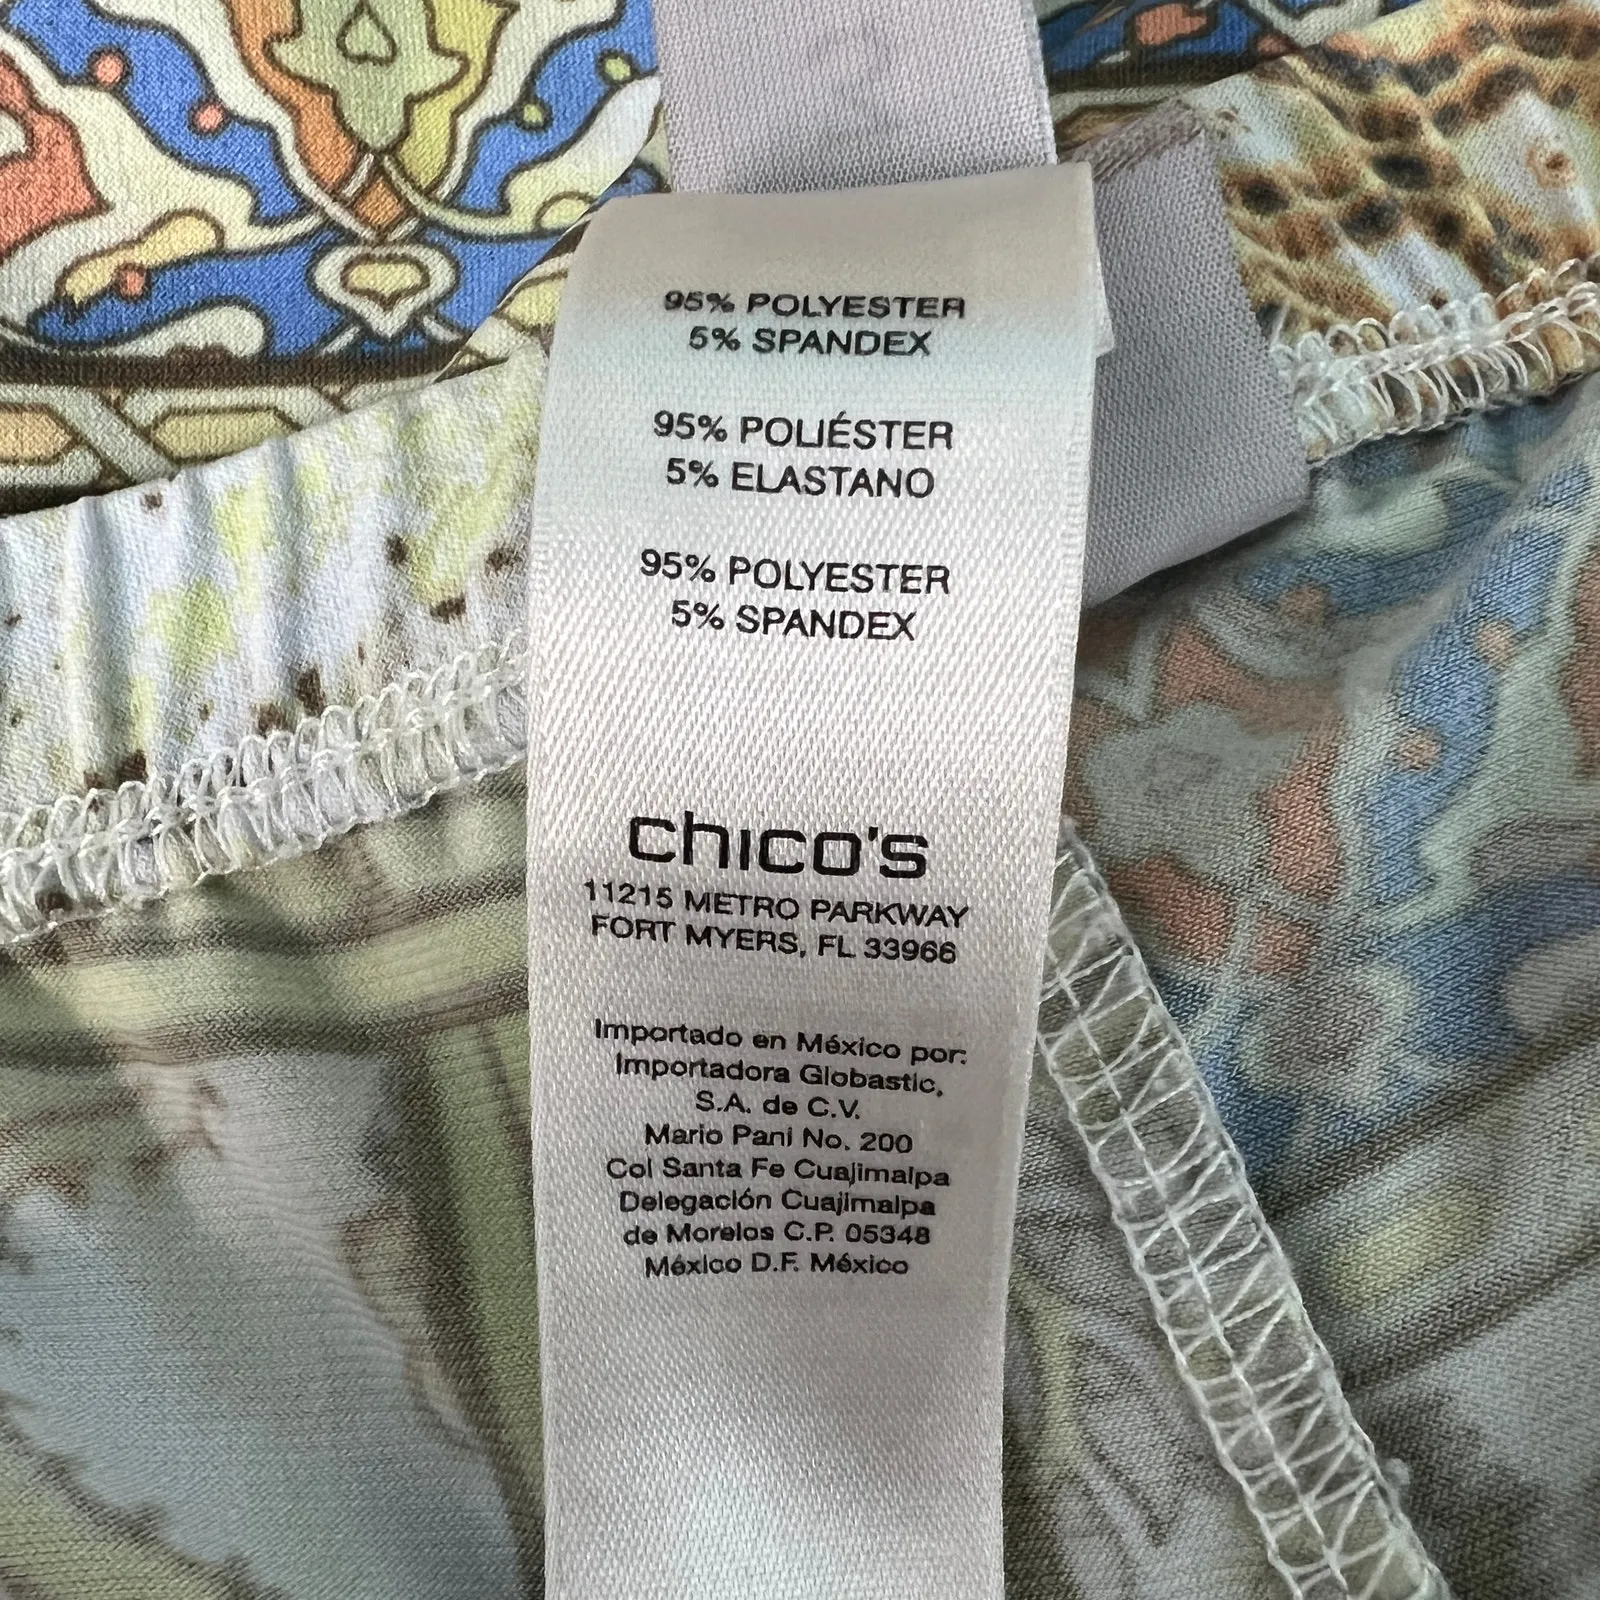 95% POLYESTER
5% SPANDEX
95% POLIÉSTER
5% ELASTANO
95% POLYESTER
5% SPANDEX
chico's
11215 METRO PARKWAY
FORT MYERS, FL 33966
Importado en México por:
Importadora Globastic,
S.A. de C.V.
Mario Pani No. 200
Col Santa Fe Cuajimalpa
Delegación Cuajimalpa
de Morelos C.P. 05348
México D.F. México